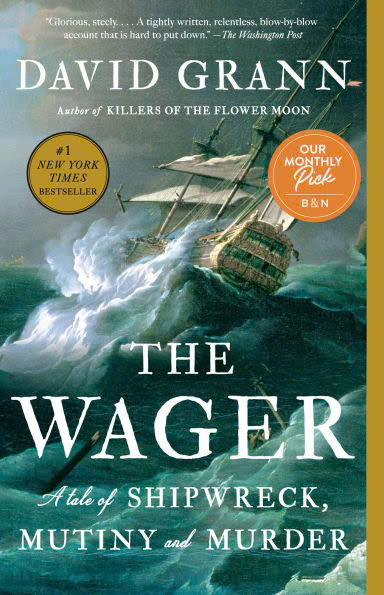 "Glorious, steely. . . . A tightly written, relentless, blow-by-blow
account that is hard to put down." —The Washington Post
DAVID GRANN
Author of KILLERS OF THE FLOWER MOON
#1
NEW YORK
TIMES
BESTSELLER
OUR
MONTHLY
Pick
B&N
THE
WAGER
A tale of SHIPWRECK,
MUTINY and MURDER